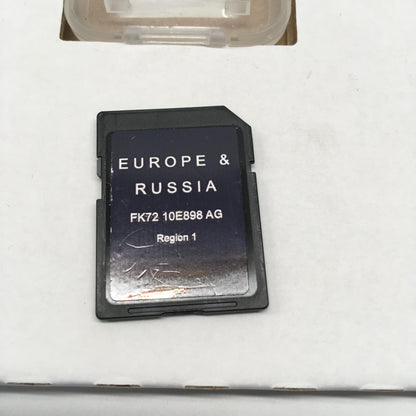 EUROPE &
RUSSIA
FK72 10E898 AG
Region 1